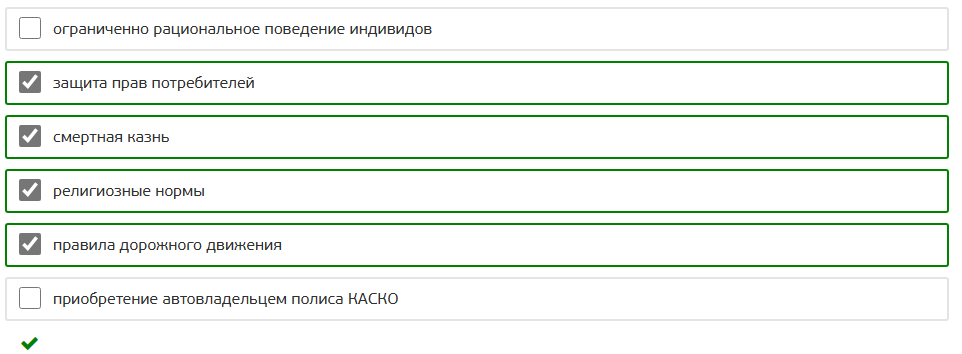 ограниченно рациональное поведение индивидов
защита прав потребителей
смертная казнь
религиозные нормы
правила дорожного движения
приобретение автовладельцем полиса КАСКО